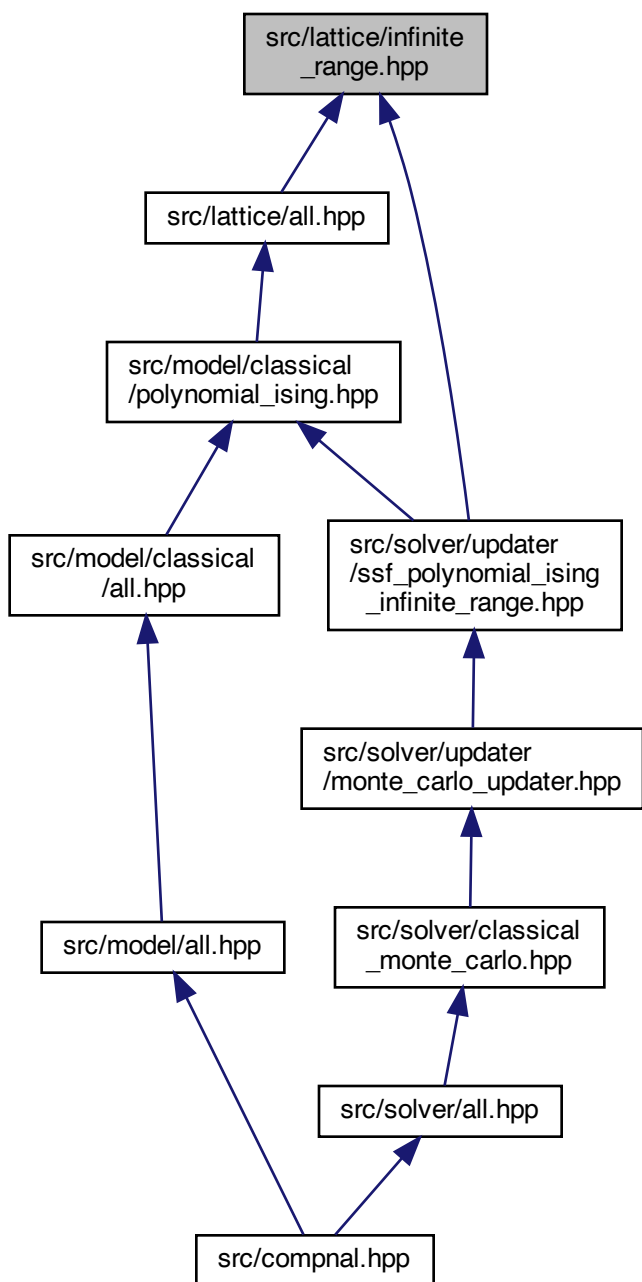 src/lattice/infinite
_range.hpp
src/lattice/all.hpp
src/model/classical
/polynomial_ising.hpp
src/model/classical
/all.hpp
src/solver/updater
/ssf_polynomial_ising
_infinite_range.hpp
src/solver/updater
/monte_carlo_updater.hpp
src/model/all.hpp
src/solver/classical
_monte_carlo.hpp
src/solver/all.hpp
src/compnal.hpp